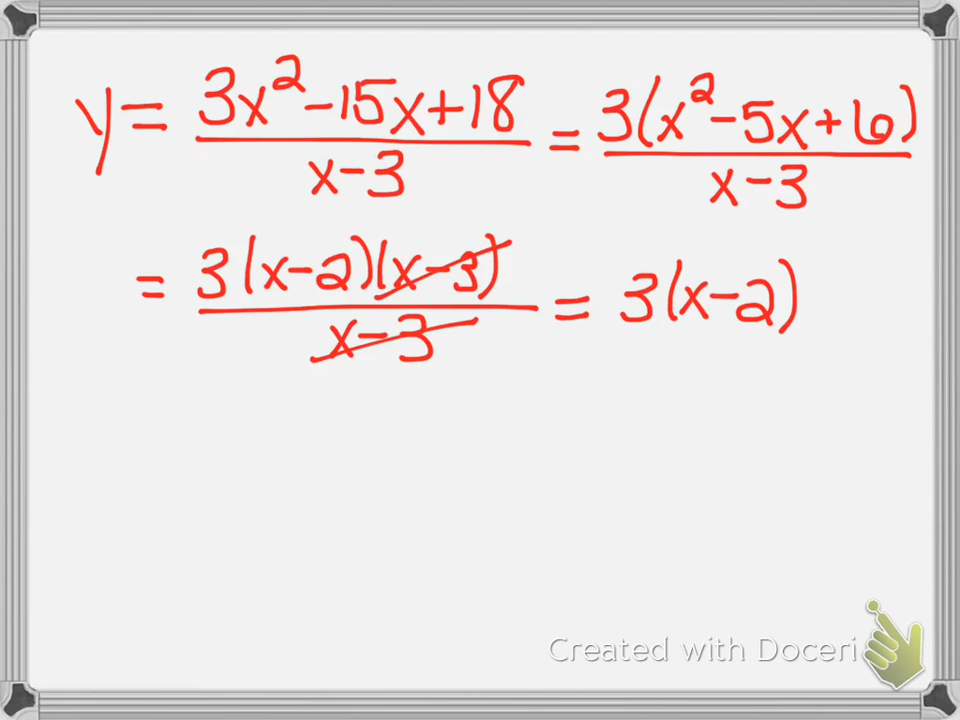 y = 3x² - 15x + 18 / x - 3 = 3(x² - 5x + 6) / x - 3
= 3(x - 2)(x - 3) / x - 3 = 3(x - 2)
Created with Doceri